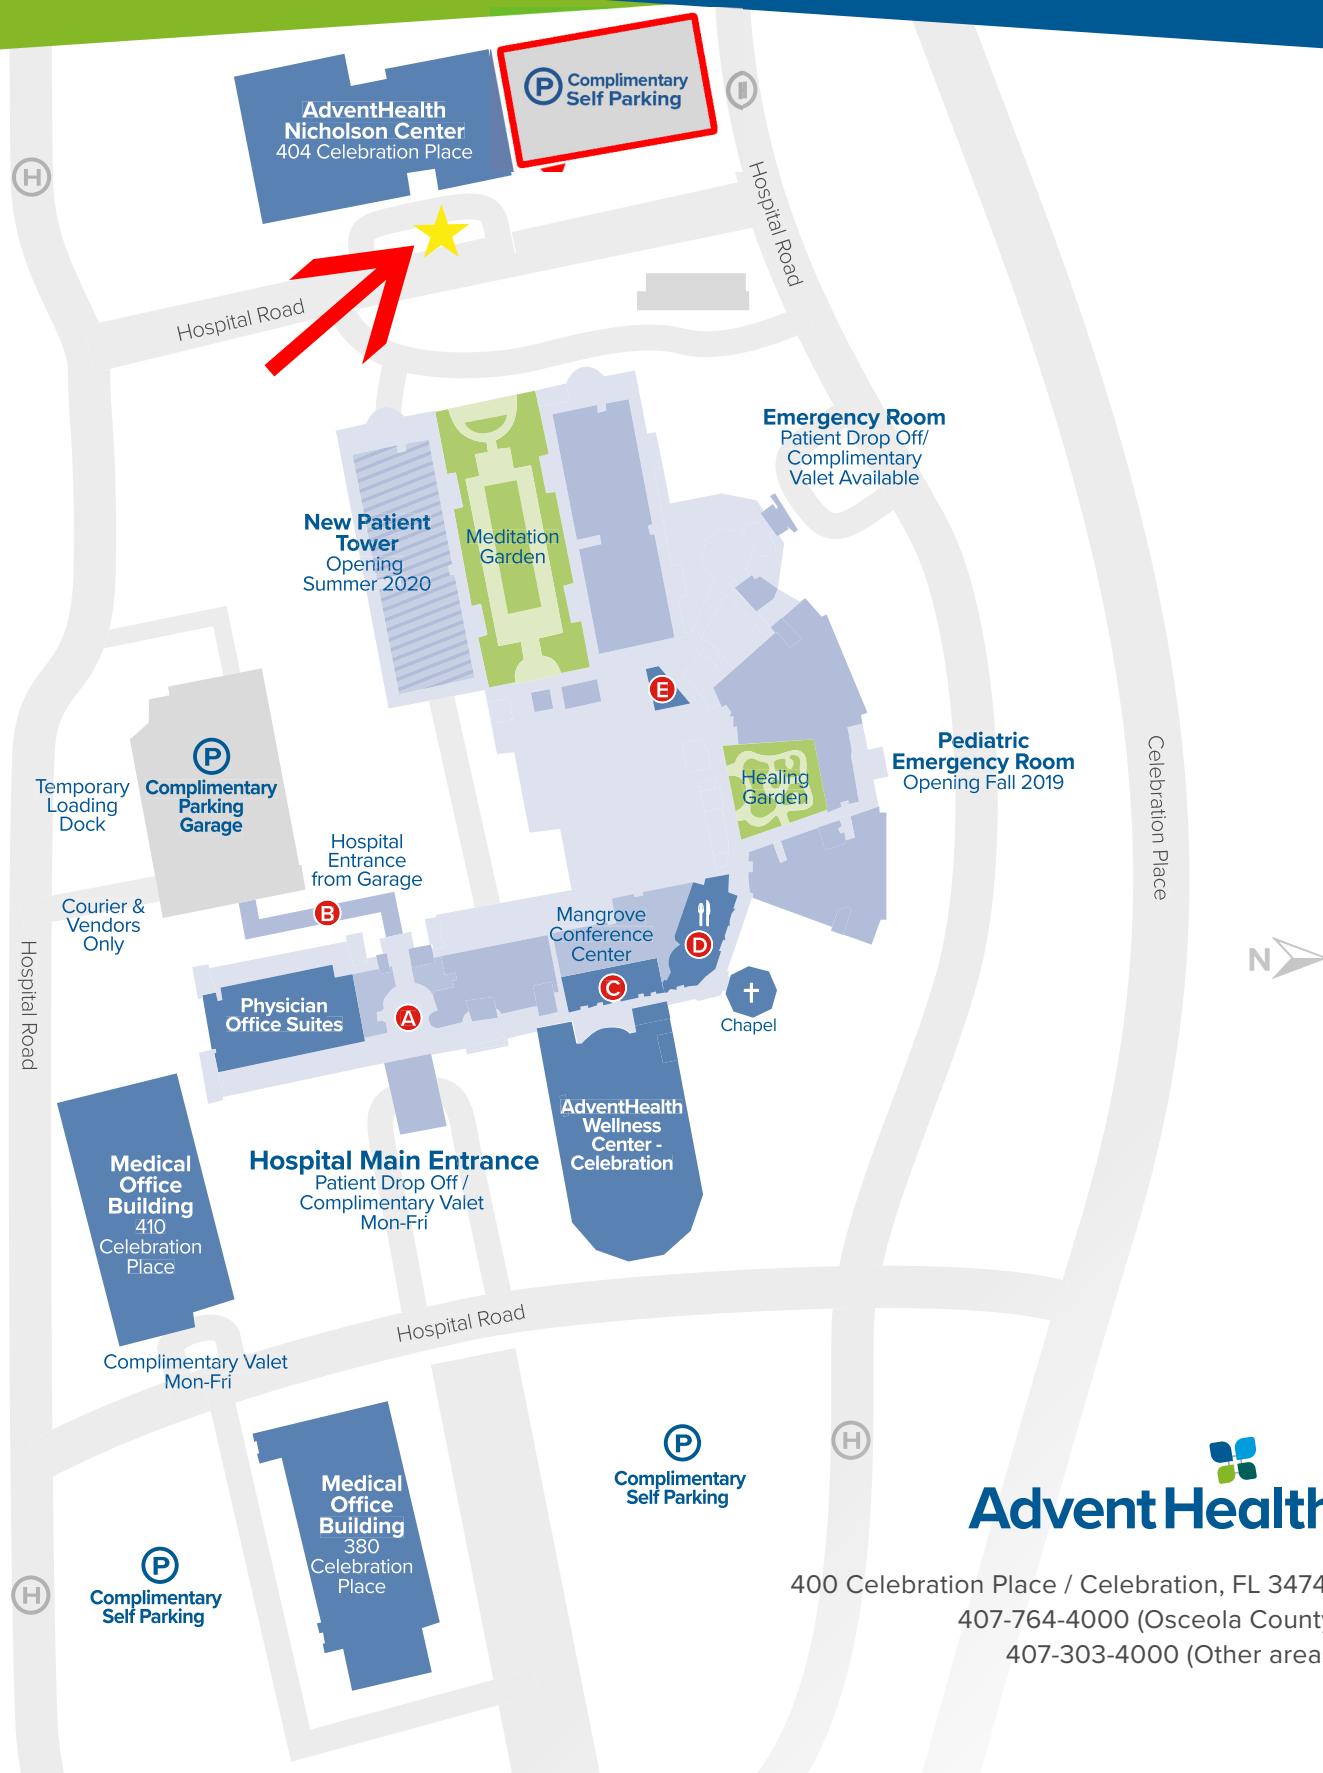 AdventHealth
Nicholson Center
404 Celebration Place
P
Complimentary
Self Parking
H
Hospital Road
Hospital Road
Emergency Room
Patient Drop Off/
Complimentary
Valet Available
New Patient
Tower
Opening
Summer 2020
Meditation
Garden
E
Pediatric
Emergency Room
Opening Fall 2019
Healing
Garden
Celebration Place
P
Complimentary
Parking
Garage
Temporary
Loading
Dock
Hospital
Entrance
from Garage
B
Courier &
Vendors
Only
Mangrove
Conference
Center
D
C
N
Hospital Road
Physician
Office Suites
A
Chapel
AdventHealth
Wellness
Center -
Celebration
Medical
Office
Building
410
Celebration
Place
Hospital Main Entrance
Patient Drop Off /
Complimentary Valet
Mon-Fri
Hospital Road
Complimentary Valet
Mon-Fri
P
Complimentary
Self Parking
H
Medical
Office
Building
380
Celebration
Place
P
Complimentary
Self Parking
H
Advent Health
400 Celebration Place / Celebration, FL 3474
407-764-4000 (Osceola County
407-303-4000 (Other area